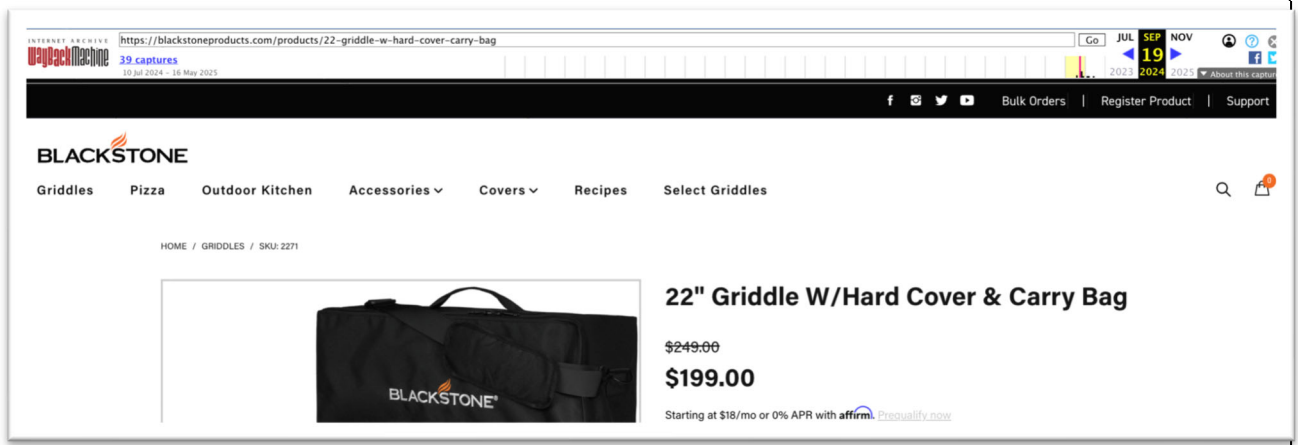 INTERNET ARCHIVE
WayBackMachine
https://blackstoneproducts.com/products/22-griddle-w-hard-cover-carry-bag
Go
JUL SEP NOV
39 captures
19
10 Jul 2024 - 16 May 2025
2023 2024 2025
▼ About this captur
f
Bulk Orders | Register Product | Support
BLACKSTONE
Griddles Pizza Outdoor Kitchen Accessories Covers Recipes Select Griddles
0
HOME / GRIDDLES / SKU: 2271
22" Griddle W/Hard Cover & Carry Bag
$249.00
$199.00
BLACKSTONE®
Starting at $18/mo or 0% APR with affirm. Prequalify now